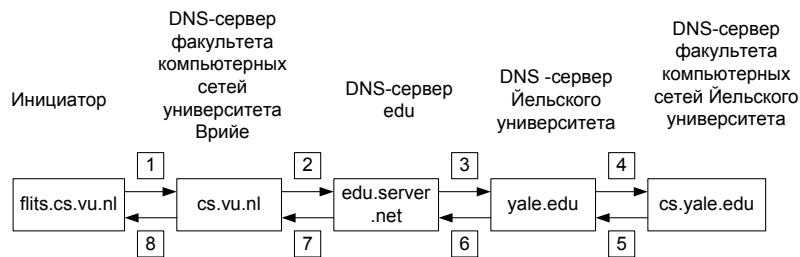 Инициатор
DNS-сервер
факультета
компьютерных
сетей
университета
Врийе
DNS-сервер
edu
DNS -сервер
Йельского
университета
DNS-сервер
факультета
компьютерных
сетей Йельского
университета
1
2
3
4
flits.cs.vu.nl
cs.vu.nl
edu.server
.net
yale.edu
cs.yale.edu
8
7
6
5